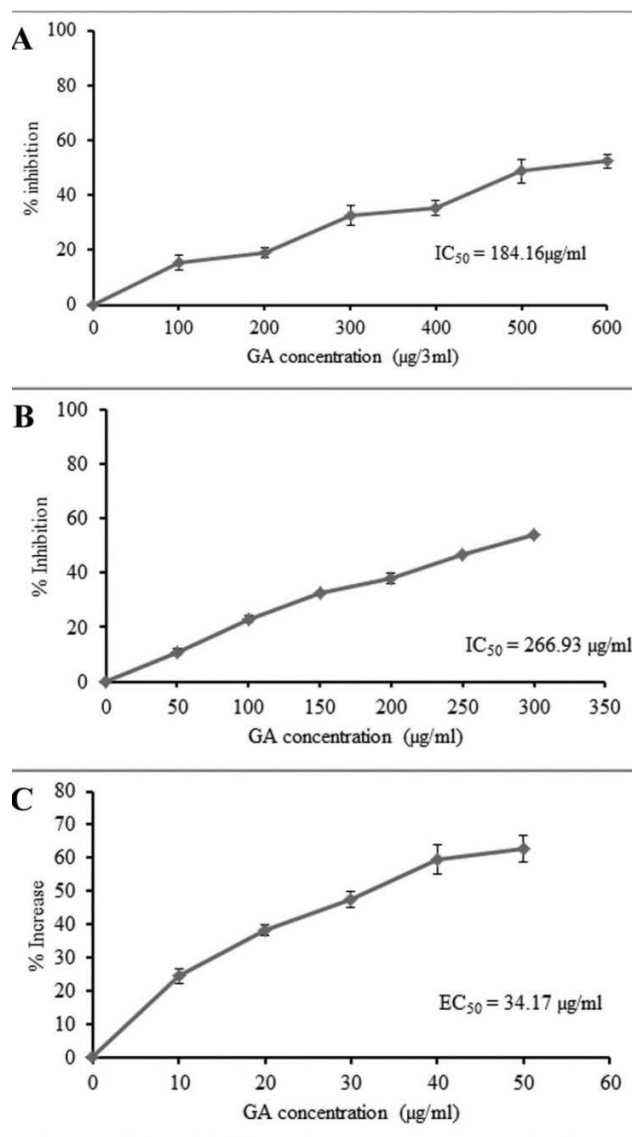 A
100
80
60
40
20
0
% inhibition
IC50 = 184.16µg/ml
0 100 200 300 400 500 600
GA concentration (µg/3ml)
B
100
80
60
40
20
0
% Inhibition
IC50 = 266.93 µg/ml
0 50 100 150 200 250 300 350
GA concentration (µg/ml)
C
80
70
60
50
40
30
20
10
0
% Increase
EC50 = 34.17 µg/ml
0 10 20 30 40 50 60
GA concentration (µg/ml)